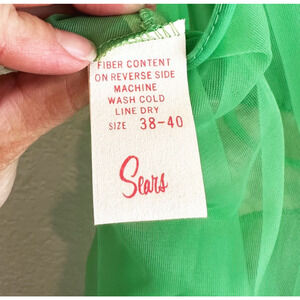 FIBER CONTENT
ON REVERSE SIDE
MACHINE
WASH COLD
LINE DRY
SIZE 38-40
Sears